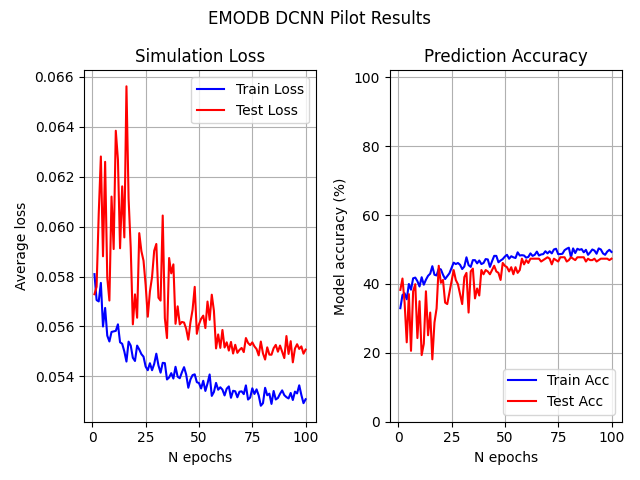 EMODB DCNN Pilot Results
Simulation Loss
Average loss
0.066
0.064
0.062
0.060
0.058
0.056
0.054
Train Loss
Test Loss
0
25
50
75
100
N epochs
Prediction Accuracy
Model accuracy (%)
100
80
60
40
20
0
Train Acc
Test Acc
0
25
50
75
100
N epochs